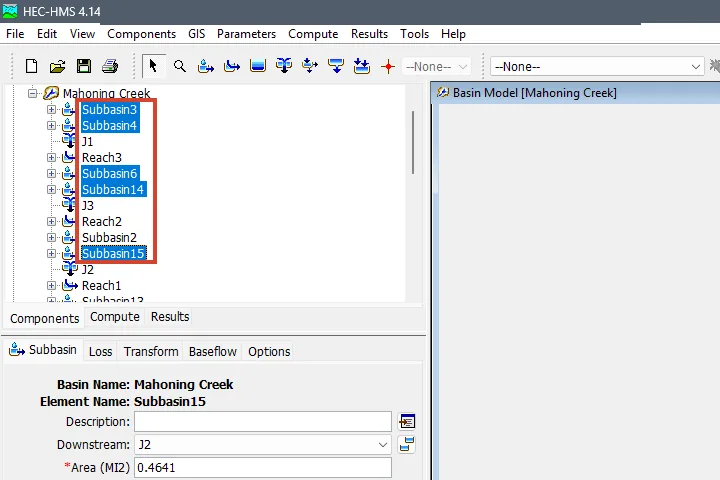 HEC-HMS 4.14
File Edit View Components GIS Parameters Compute Results Tools Help
--None-- --None--
Mahoning Creek
Subbasin3
Subbasin4
J1
Reach3
Subbasin6
Subbasin14
J3
Reach2
Subbasin2
Subbasin15
J2
Reach1
Subbasin13
Components Compute Results
Basin Model [Mahoning Creek]
Subbasin Loss Transform Baseflow Options
Basin Name: Mahoning Creek
Element Name: Subbasin15
Description:
Downstream: J2
*Area (MI2) 0.4641